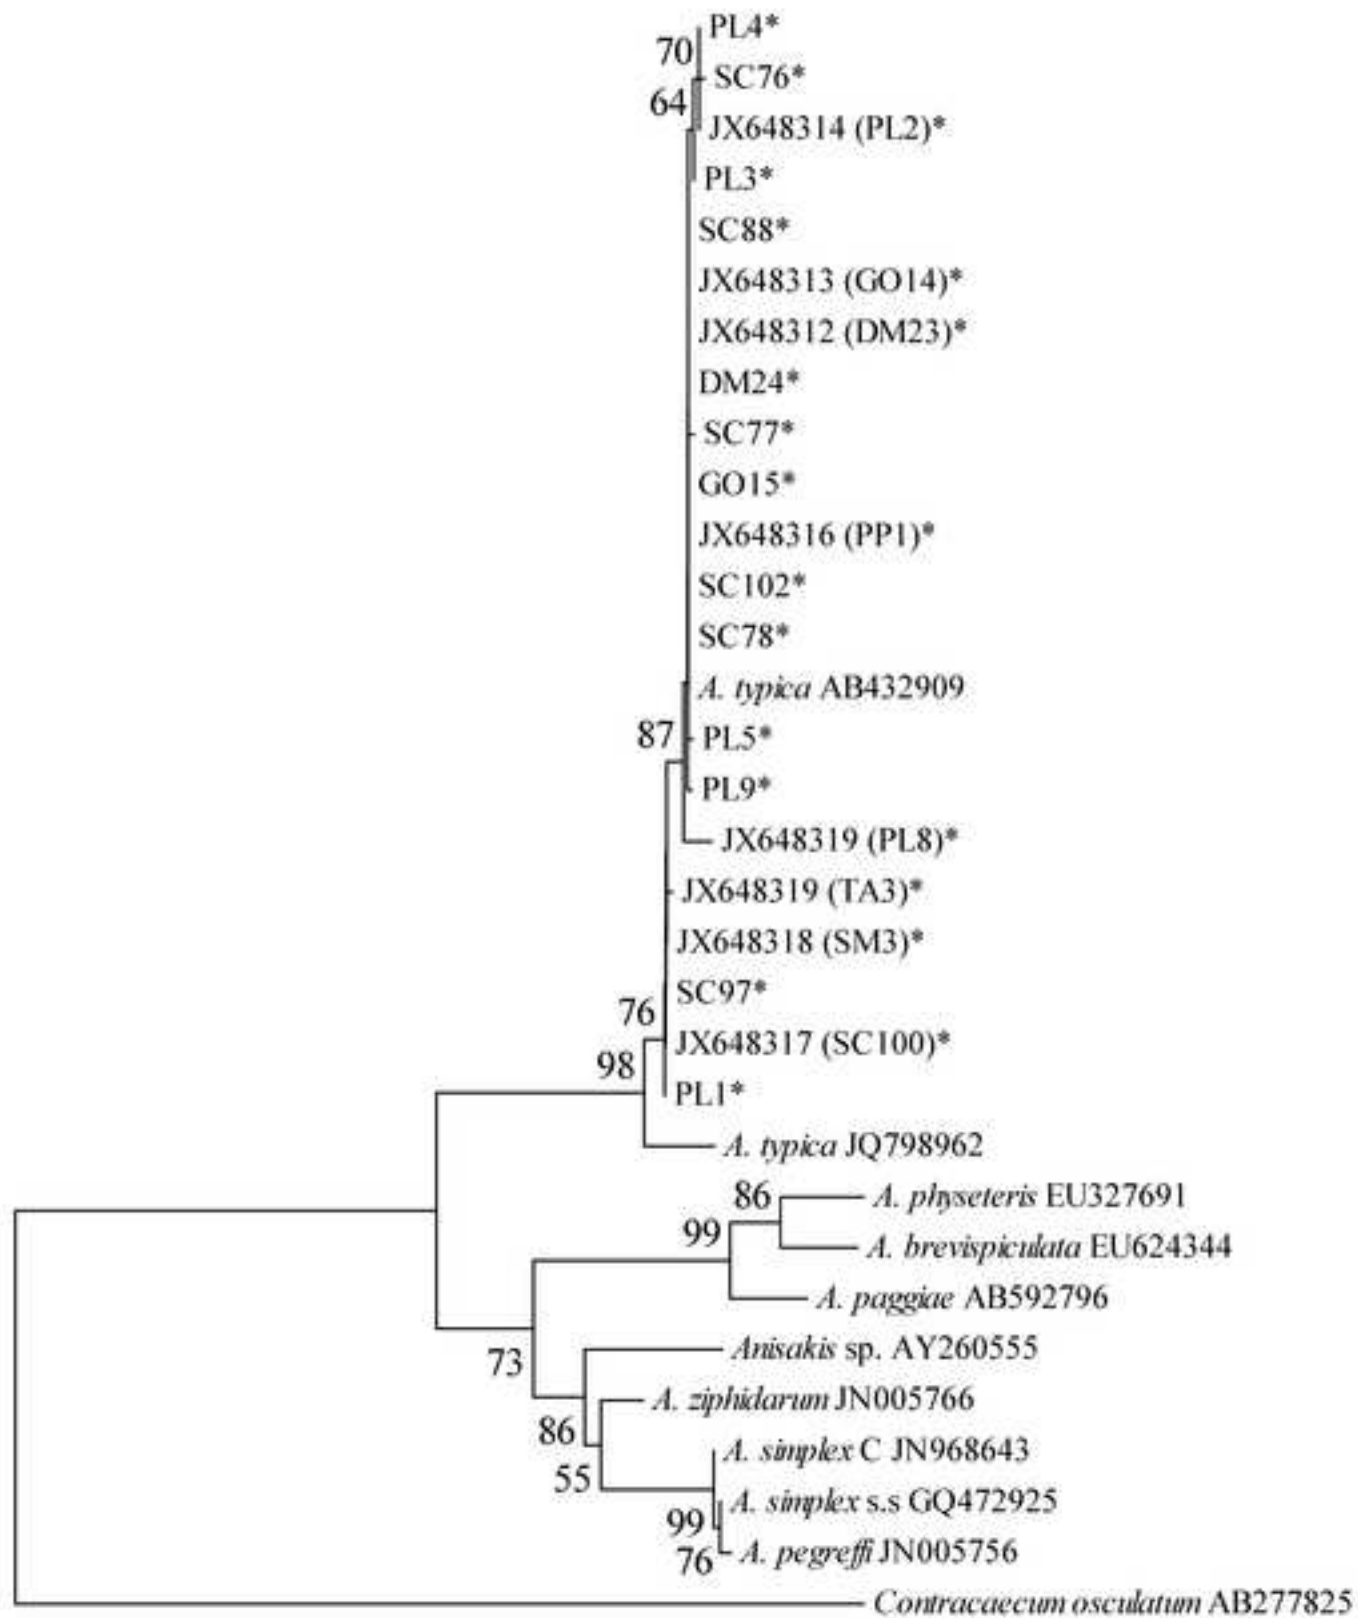 PL4*
70
SC76*
64
JX648314 (PL2)*
PL3*
SC88*
JX648313 (GO14)*
JX648312 (DM23)*
DM24*
SC77*
GO15*
JX648316 (PP1)*
SC102*
SC78*
A. typica AB432909
87
PL5*
PL9*
JX648319 (PL8)*
JX648319 (TA3)*
JX648318 (SM3)*
SC97*
76
JX648317 (SC100)*
98
PL1*
A. typica JQ798962
86
A. physeteris EU327691
99
A. brevispiculata EU624344
A. paggiae AB592796
Anisakis sp. AY260555
73
A. ziphidarum JN005766
86
A. simplex C JN968643
55
A. simplex s.s GQ472925
99
A. pegreffi JN005756
76
Contracaecum osculatum AB277825